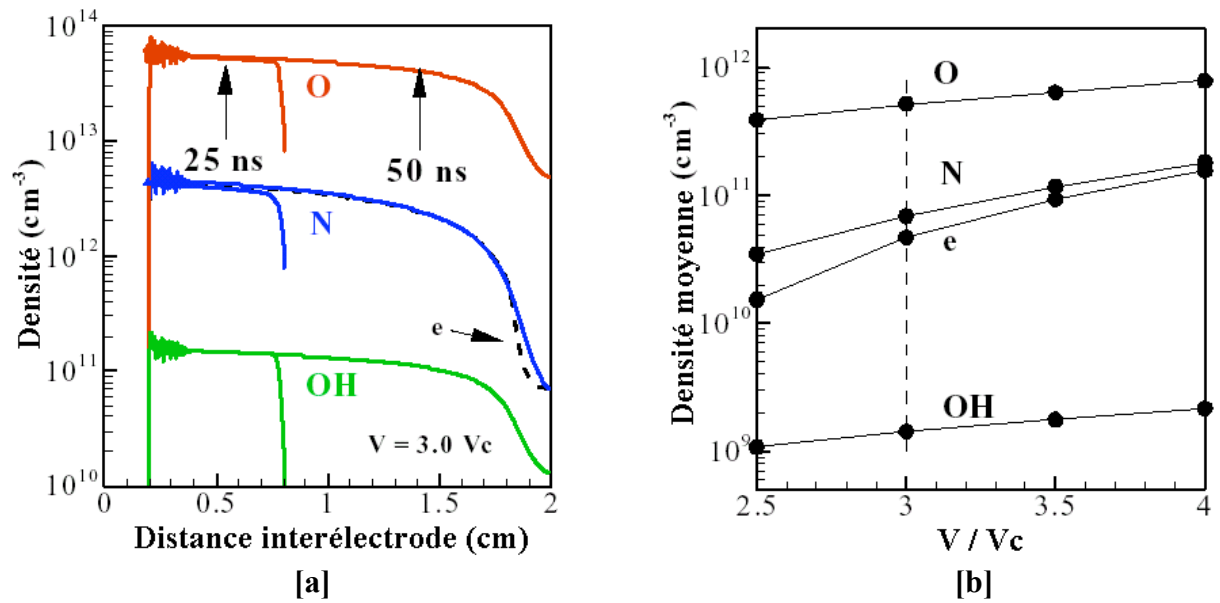 10^14
10^13
10^12
10^11
10^10
Densité (cm^-3)
O
25 ns
50 ns
N
e
OH
V = 3.0 Vc
0
0.5
1
1.5
2
Distance interélectrode (cm)
[a]
10^12
10^11
10^10
10^9
Densité moyenne (cm^-3)
O
N
e
OH
2.5
3
3.5
4
V / Vc
[b]